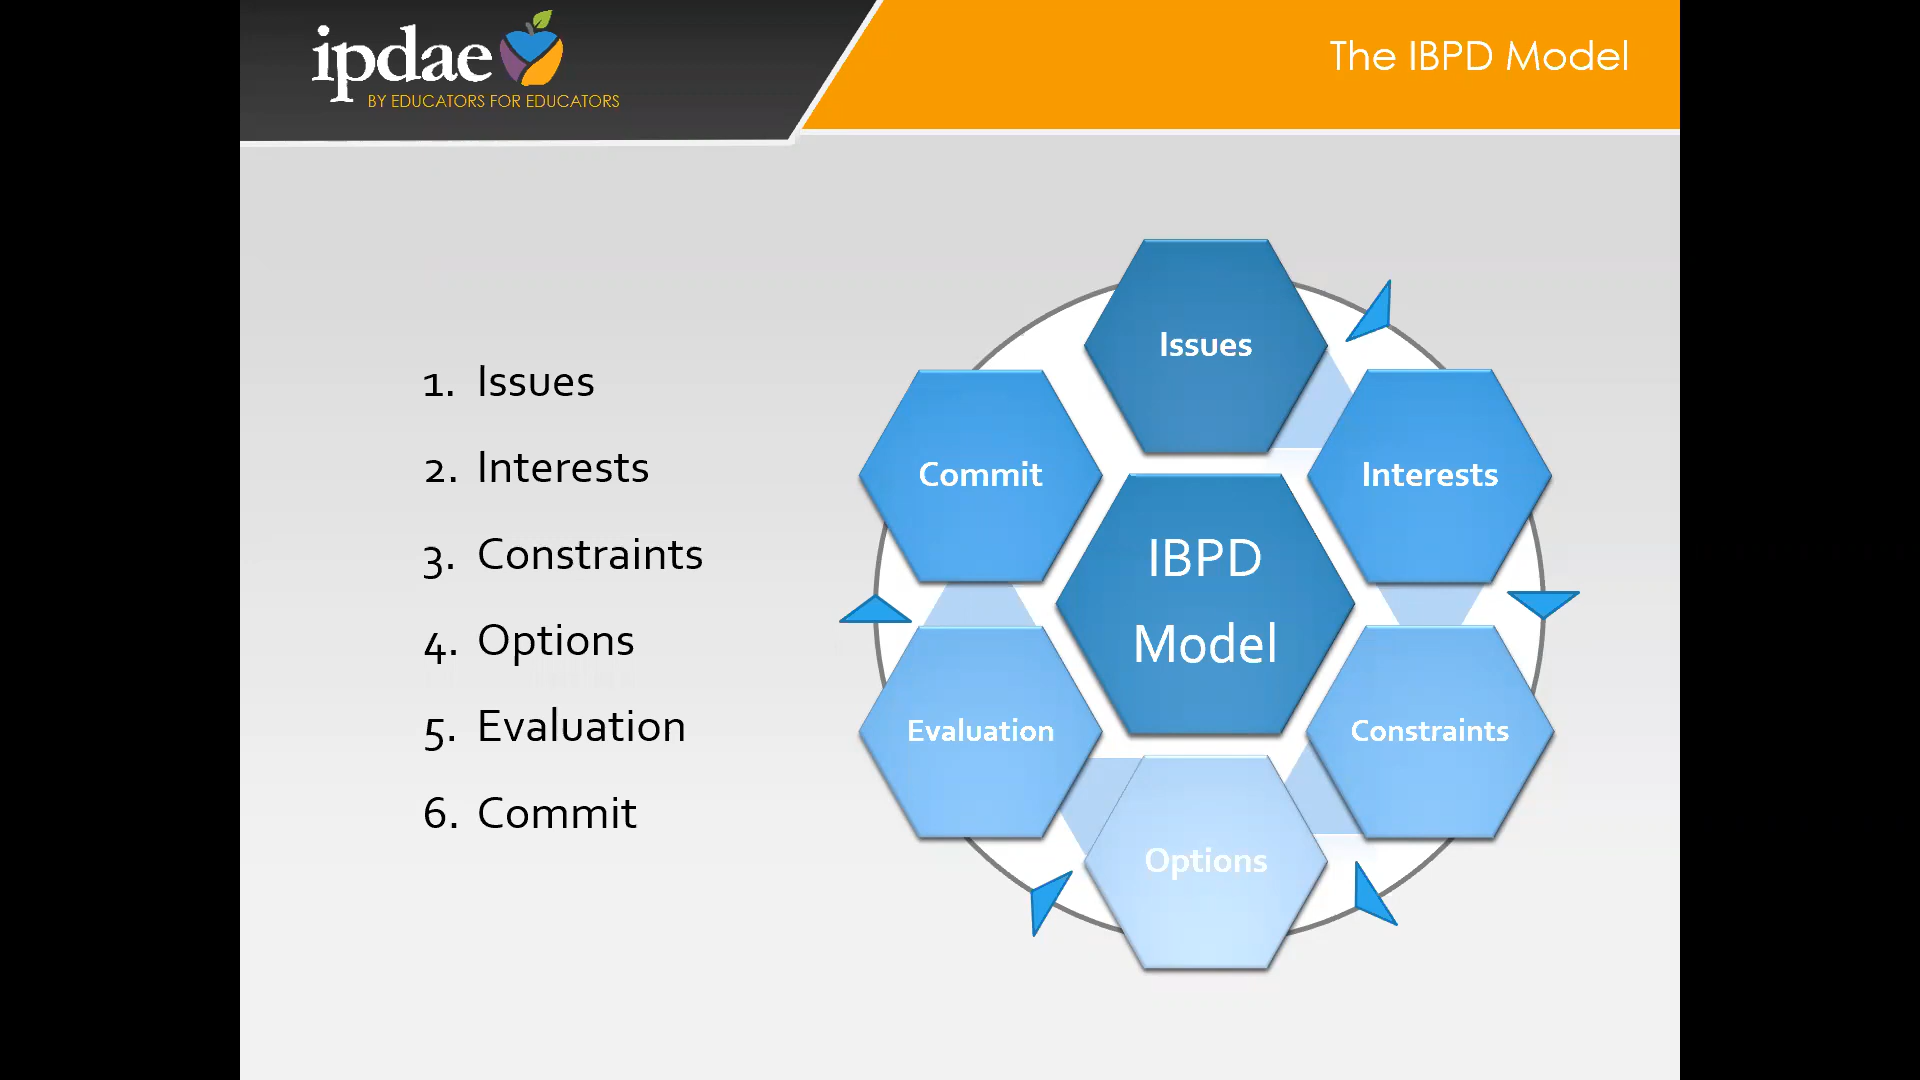 ipdae
BY EDUCATORS FOR EDUCATORS
The IBPD Model
1. Issues
2. Interests
3. Constraints
4. Options
5. Evaluation
6. Commit
Issues
Interests
Constraints
Options
Evaluation
Commit
IBPD
Model